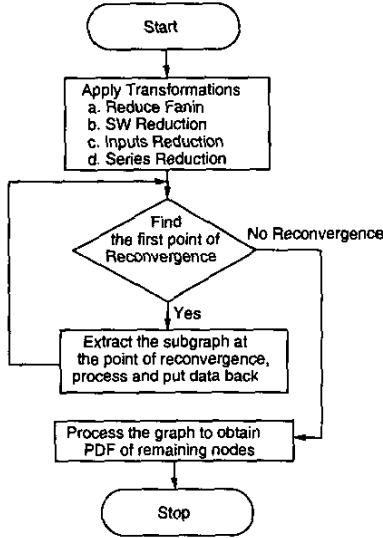 Start
Apply Transformations
a. Reduce Fanin
b. SW Reduction
c. Inputs Reduction
d. Series Reduction
Find
the first point of
Reconvergence
No Reconvergence
Yes
Extract the subgraph at
the point of reconvergence,
process and put data back
Process the graph to obtain
PDF of remaining nodes
Stop